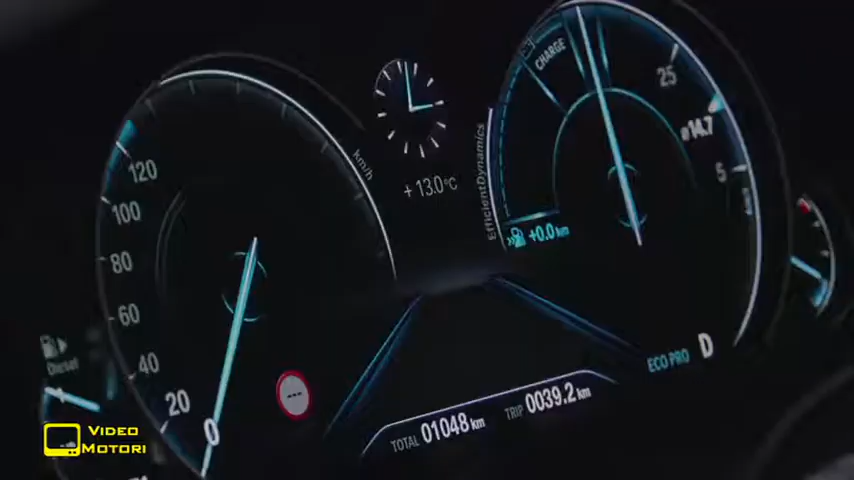 CHARGE
25
ø14.7
5
km/h
120
100
80
60
40
20
0
+13.0°C
EfficientDynamics
+0.0 km
Diesel
---
ECO PRO D
TOTAL 01048 km TRIP 0039.2 km
VIDEO
MOTORI